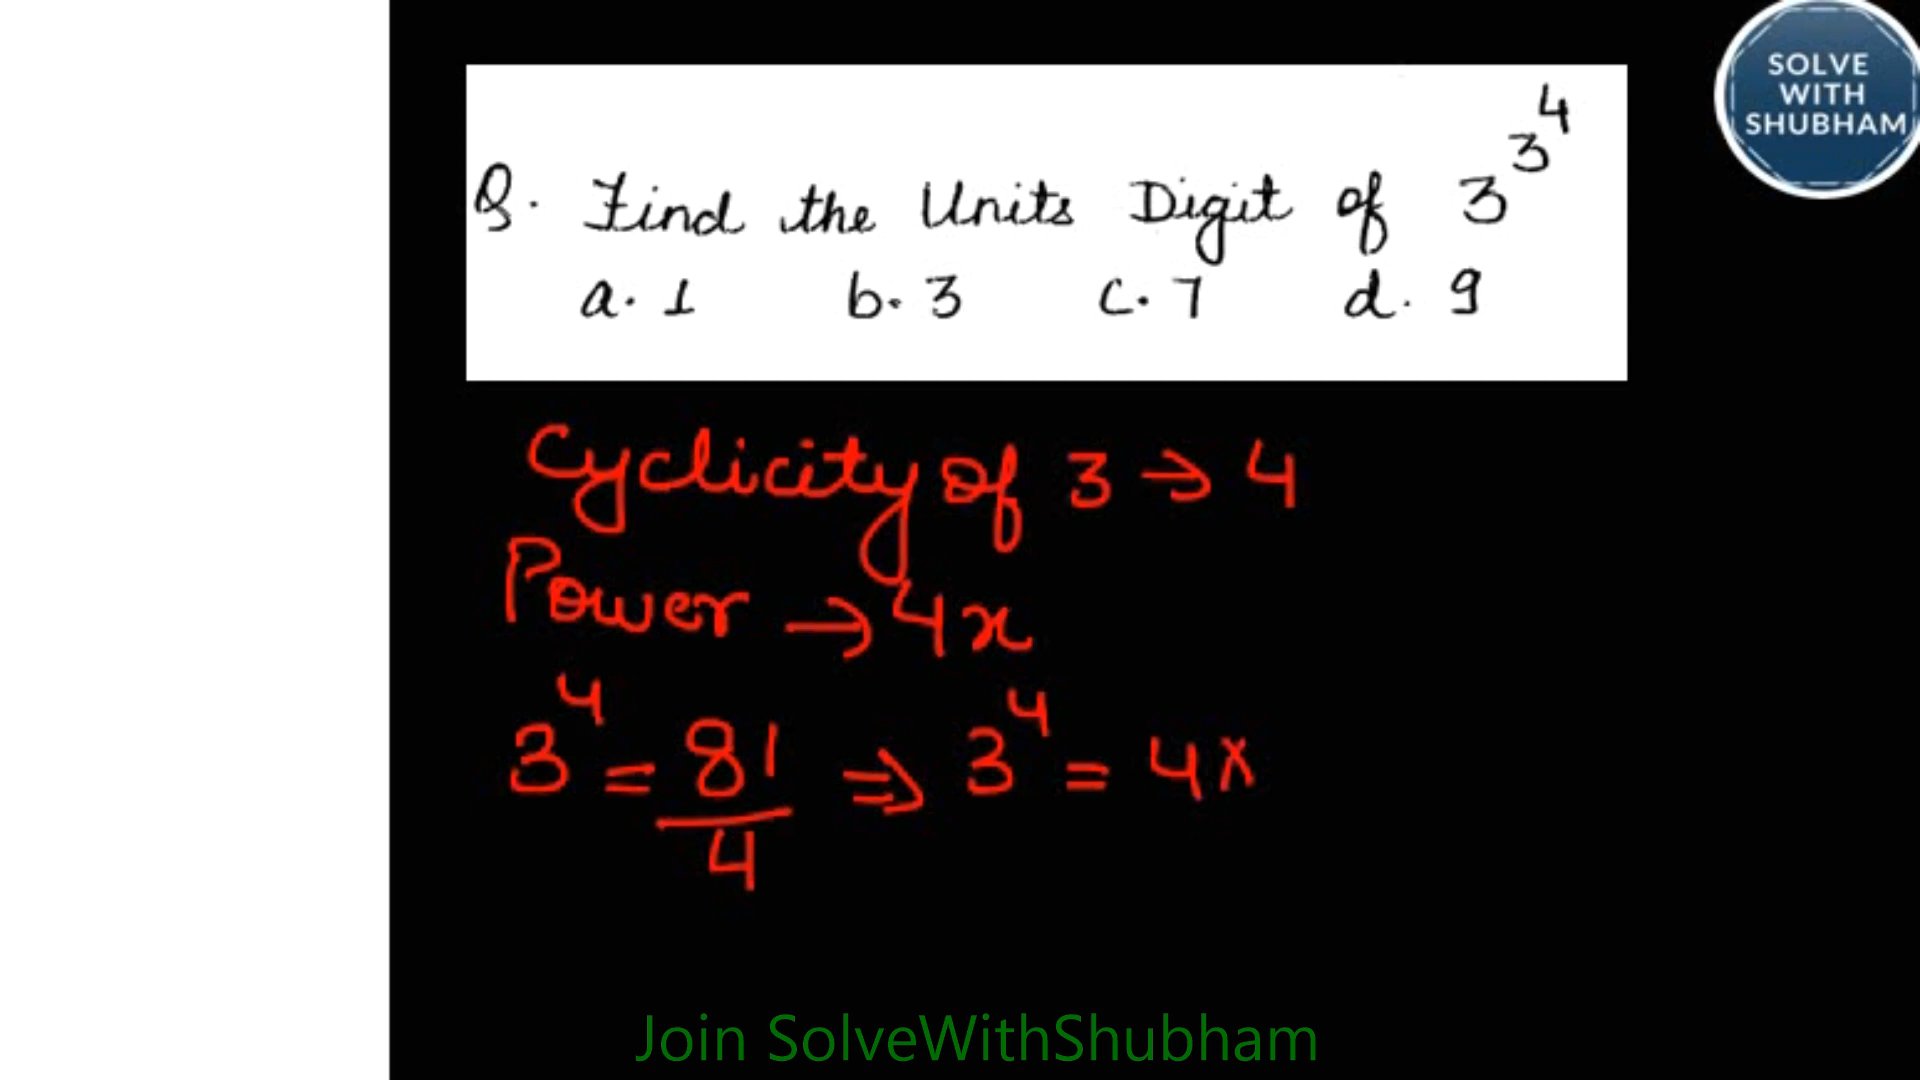 SOLVE
WITH
SHUBHAM
Q. Find the Units Digit of 3^3^4
a. 1 b. 3 c. 7 d. 9
Cyclicity of 3 → 4
Power → 4x
3^4 = 81/4 ⇒ 3^4 = 4x
Join SolveWithShubham